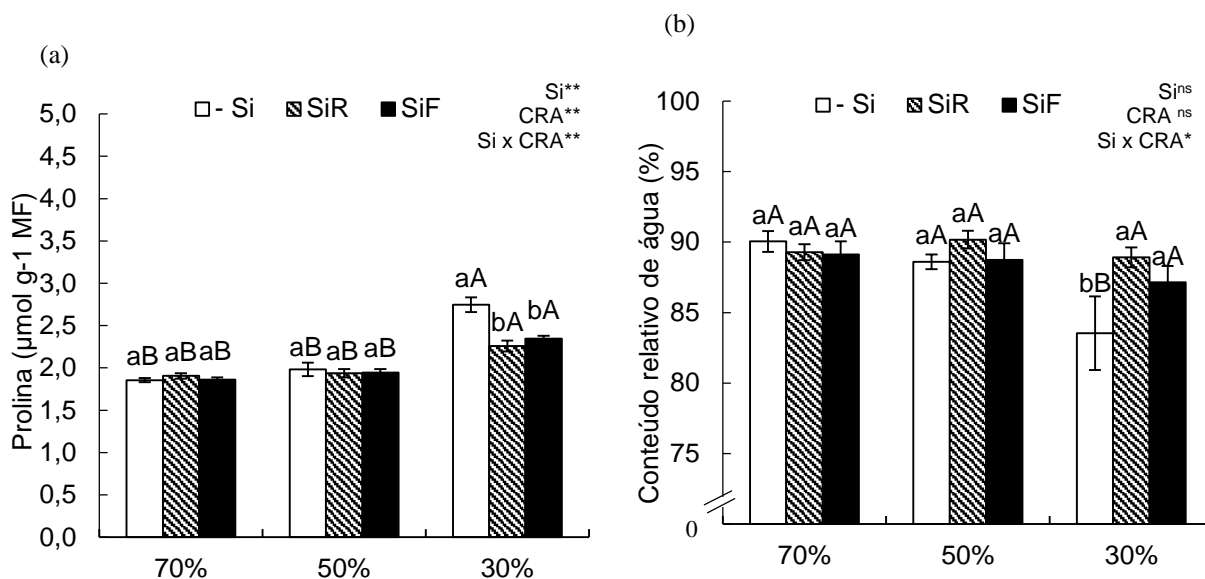 (a)
- Si SiR SiF
Si**
CRA**
Si x CRA**
Prolina (µmol g-1 MF)
5,0
4,5
4,0
3,5
3,0
2,5
2,0
1,5
1,0
0,5
0,0
aB aB aB
aB aB aB
aA bA bA
70% 50% 30%
(b)
- Si SiR SiF
Si ns
CRA ns
Si x CRA*
Conteúdo relativo de água (%)
100
95
90
85
80
75
0
aA aA aA
aA aA aA
bB aA aA
70% 50% 30%